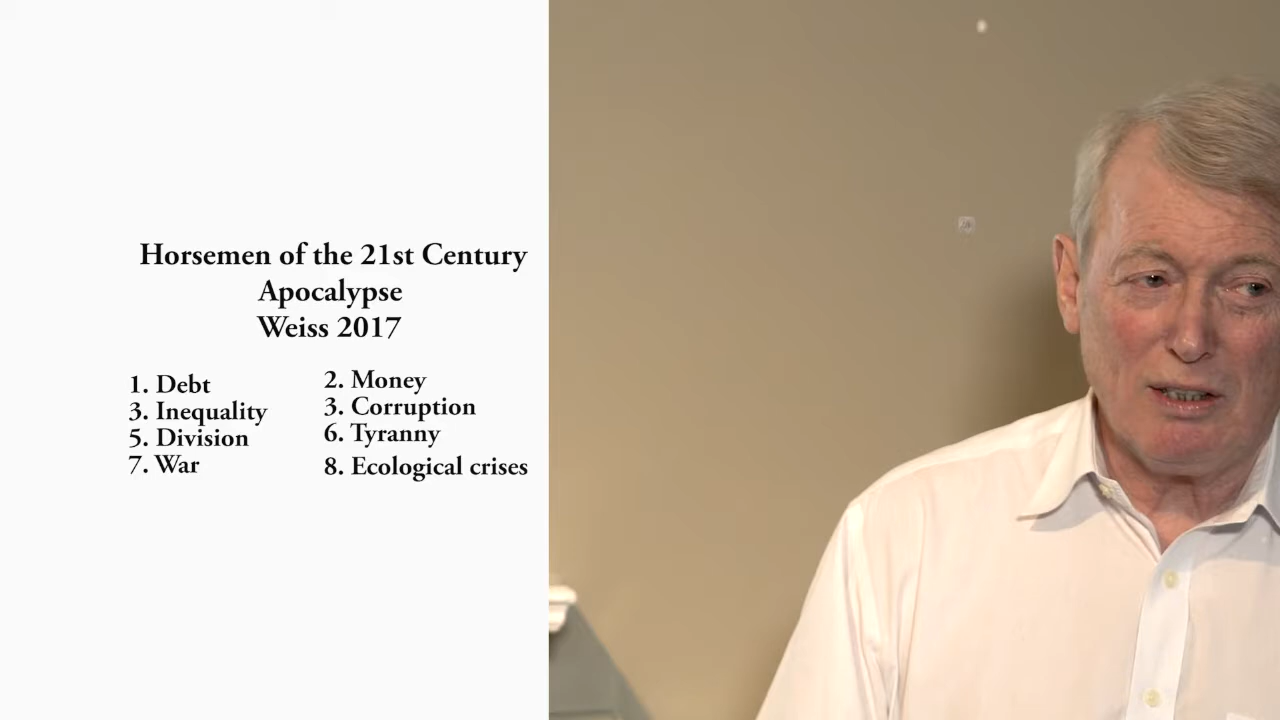 Horsemen of the 21st Century
Apocalypse
Weiss 2017
1. Debt
2. Money
3. Inequality
3. Corruption
5. Division
6. Tyranny
7. War
8. Ecological crises